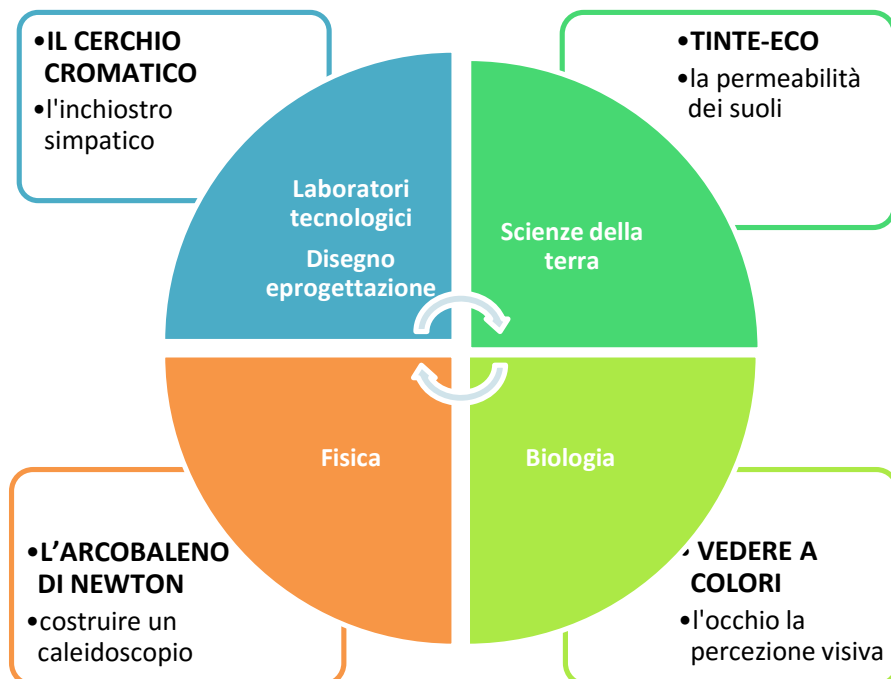 •IL CERCHIO
CROMATICO
•l'inchiostro
simpatico
•TINTE-ECO
•la permeabilità
dei suoli
Laboratori
tecnologici
Disegno
eprogettazione
Scienze della
terra
Fisica
Biologia
•L’ARCOBALENO
DI NEWTON
•costruire un
caleidoscopio
• VEDERE A
COLORI
•l'occhio la
percezione visiva